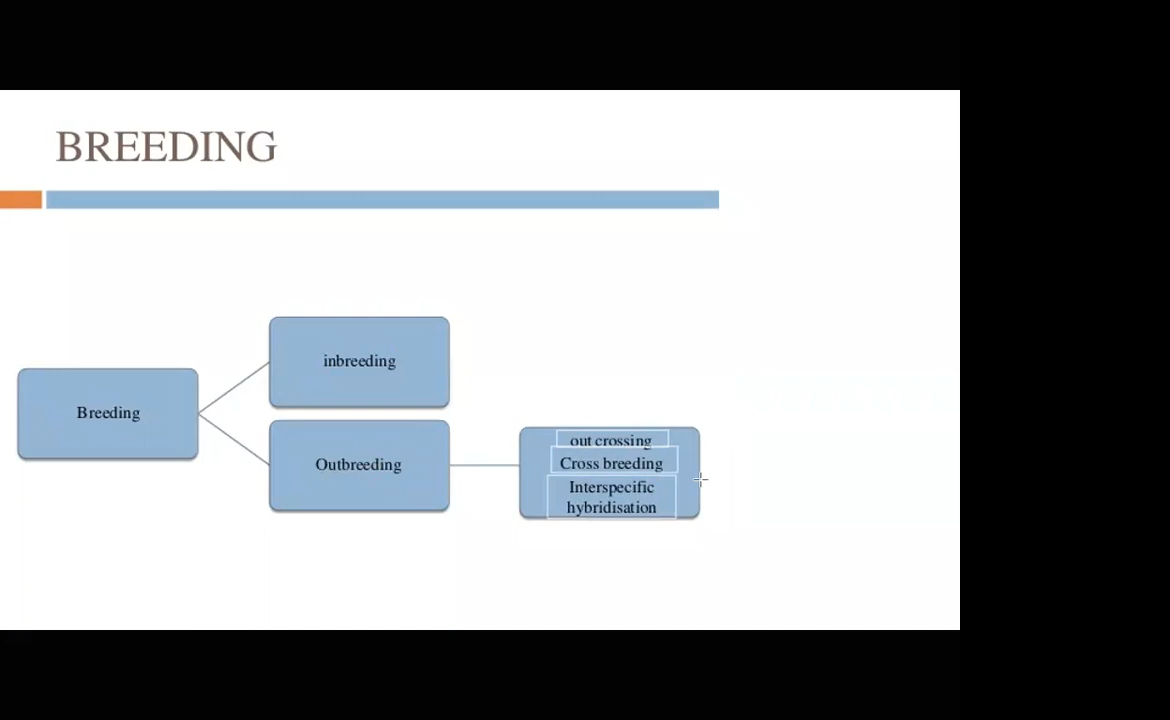 BREEDING
inbreeding
Breeding
Outbreeding
out crossing
Cross breeding
Interspecific
hybridisation